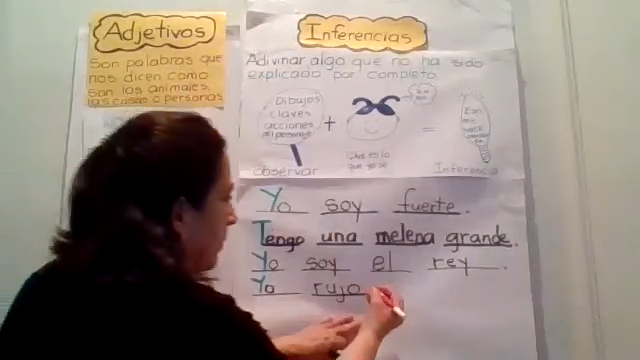 Adjetivos
Son palabras que
nos dicen como
son los animales,
las cosas o personas
Inferencias
Adivinar algo que no ha sido
explicado por completo.
Dibujos
claves
acciones
del personaje
+
=
Observar
Que es lo
que yo sé
Inferencia
Yo soy fuerte.
Tengo una melena grande.
Yo soy el rey.
Yo rujo